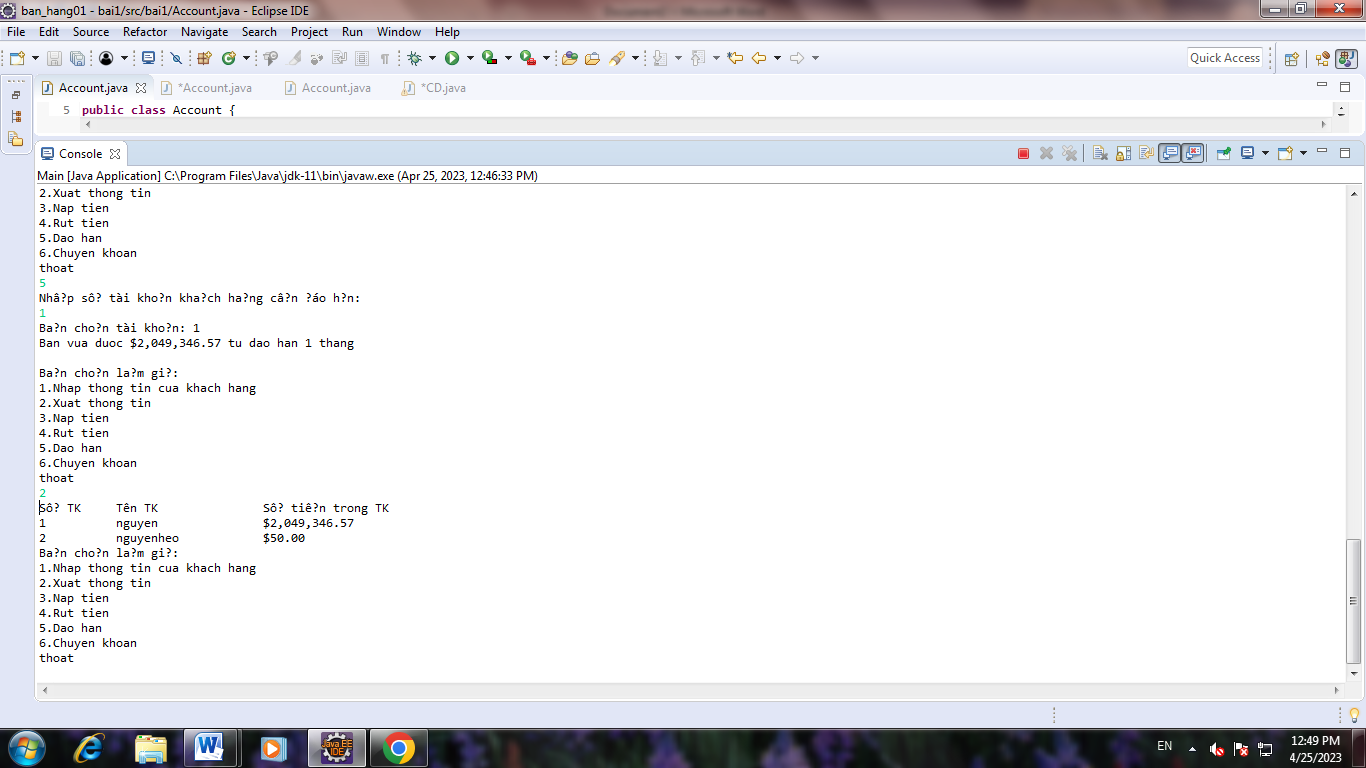 ban_hang01 - bai1/src/bai1/Account.java - Eclipse IDE
File Edit Source Refactor Navigate Search Project Run Window Help
Quick Access
Account.java *Account.java Account.java *CD.java
5 public class Account {
Console
Main [Java Application] C:\Program Files\Java\jdk-11\bin\javaw.exe (Apr 25, 2023, 12:46:33 PM)
2.Xuat thong tin
3.Nap tien
4.Rut tien
5.Dao han
6.Chuyen khoan
thoat
5
Nhâ?p sô? tài kho?n kha?ch ha?ng câ?n ?áo h?n:
1
Ba?n cho?n tài kho?n: 1
Ban vua duoc $2,049,346.57 tu dao han 1 thang
Ba?n cho?n la?m gi?:
1.Nhap thong tin cua khach hang
2.Xuat thong tin
3.Nap tien
4.Rut tien
5.Dao han
6.Chuyen khoan
thoat
2
Sô? TK Tên TK Sô? tiê?n trong TK
1 nguyen $2,049,346.57
2 nguyenheo $50.00
Ba?n cho?n la?m gi?:
1.Nhap thong tin cua khach hang
2.Xuat thong tin
3.Nap tien
4.Rut tien
5.Dao han
6.Chuyen khoan
thoat
Java EE
IDE
EN
12:49 PM
4/25/2023